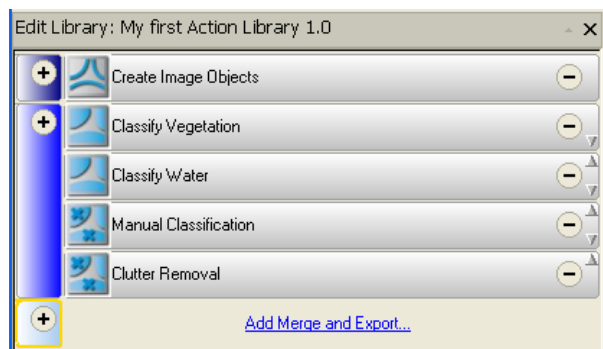 Edit Library: My first Action Library 1.0
Create Image Objects
Classify Vegetation
Classify Water
Manual Classification
Clutter Removal
Add Merge and Export...